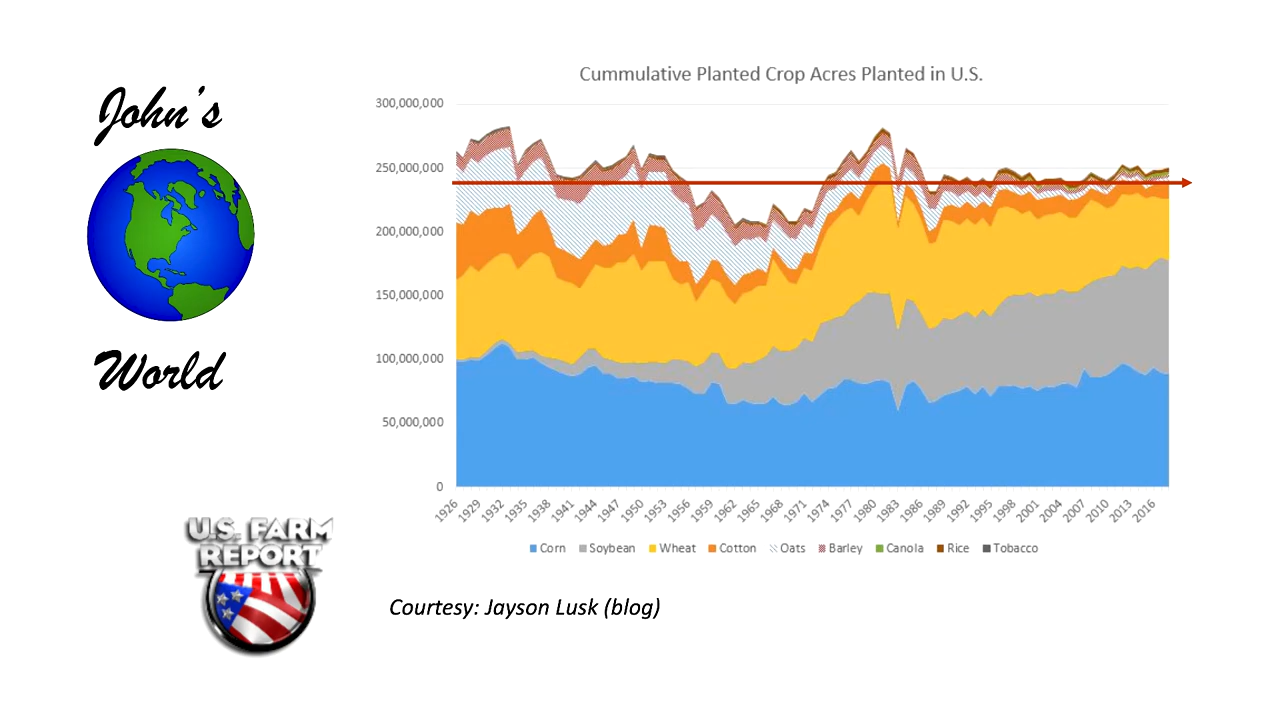 John's
World
U.S. FARM
REPORT
Cummulative Planted Crop Acres Planted in U.S.
300,000,000
250,000,000
200,000,000
150,000,000
100,000,000
50,000,000
0
1926 1929 1932 1935 1938 1941 1944 1947 1950 1953 1956 1959 1962 1965 1968 1971 1974 1977 1980 1983 1986 1989 1992 1995 1998 2001 2004 2007 2010 2013 2016
Corn Soybean Wheat Cotton Oats Barley Canola Rice Tobacco
Courtesy: Jayson Lusk (blog)